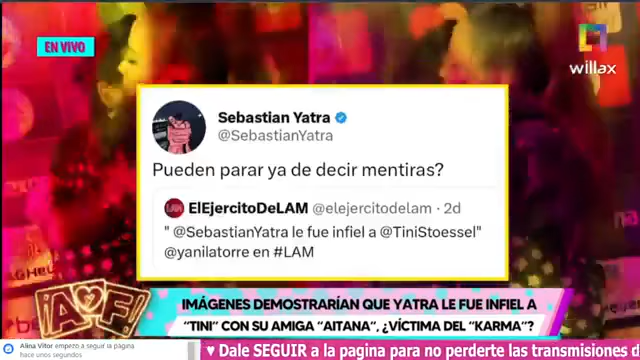 EN VIVO
willax
Sebastian Yatra
@SebastianYatra
Pueden parar ya de decir mentiras?
LAM
ElEjercitoDeLAM @elejercitodelam · 2d
" @SebastianYatra le fue infiel a @TiniStoessel"
@yanilatorre en #LAM
¡A♥F!
IMÁGENES DEMOSTRARÍAN QUE YATRA LE FUE INFIEL A
"TINI" CON SU AMIGA "AITANA", ¿VÍCTIMA DEL "KARMA"?
Alina Vitor empezó a seguir la página
hace unos segundos
♥ Dale SEGUIR a la pagina para no perderte las transmisiones